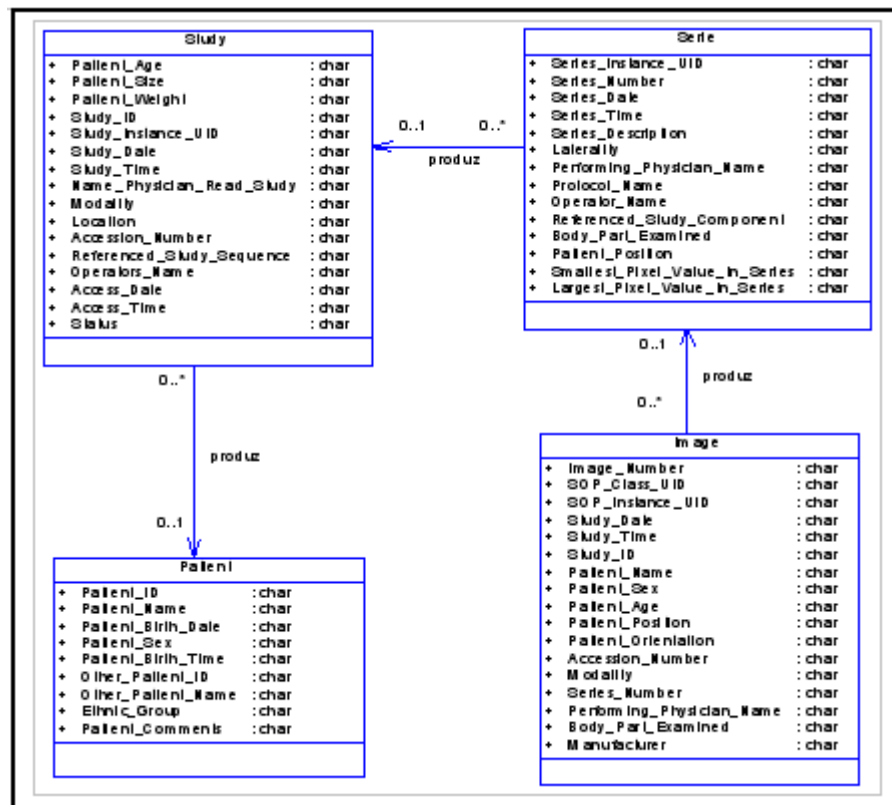 Study
+ Patient_Age : char
+ Patient_Size : char
+ Patient_Weight : char
+ Study_ID : char
+ Study_Instance_UID : char
+ Study_Date : char
+ Study_Time : char
+ Name_Physician_Read_Study : char
+ Modality : char
+ Location : char
+ Accession_Number : char
+ Referenced_Study_Sequence : char
+ Operators_Name : char
+ Access_Date : char
+ Access_Time : char
+ Status : char
0..1 0..*
produz
Serie
+ Series_Instance_UID : char
+ Series_Number : char
+ Series_Date : char
+ Series_Time : char
+ Series_Description : char
+ Laterality : char
+ Performing_Physician_Name : char
+ Protocol_Name : char
+ Operator_Name : char
+ Referenced_Study_Component : char
+ Body_Part_Examined : char
+ Patient_Position : char
+ Smallest_Pixel_Value_In_Series : char
+ Largest_Pixel_Value_In_Series : char
0..*
produz
0..1
0..1
produz
0..*
Patient
+ Patient_ID : char
+ Patient_Name : char
+ Patient_Birth_Date : char
+ Patient_Sex : char
+ Patient_Birth_Time : char
+ Other_Patient_ID : char
+ Other_Patient_Name : char
+ Ethnic_Group : char
+ Patient_Comments : char
Image
+ Image_Number : char
+ SOP_Class_UID : char
+ SOP_Instance_UID : char
+ Study_Date : char
+ Study_Time : char
+ Study_ID : char
+ Patient_Name : char
+ Patient_Sex : char
+ Patient_Age : char
+ Patient_Position : char
+ Patient_Orientation : char
+ Accession_Number : char
+ Modality : char
+ Series_Number : char
+ Performing_Physician_Name : char
+ Body_Part_Examined : char
+ Manufacturer : char